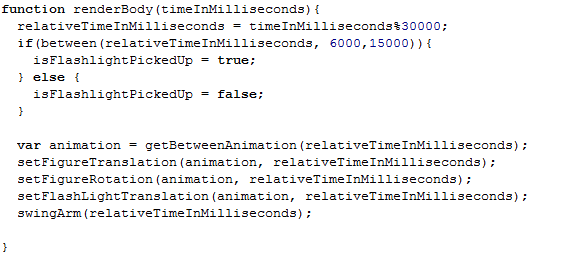 function renderBody(timeInMilliseconds){
  relativeTimeInMilliseconds = timeInMilliseconds%30000;
  if(between(relativeTimeInMilliseconds, 6000,15000)){
    isFlashlightPickedUp = true;
  } else {
    isFlashlightPickedUp = false;
  }

  var animation = getBetweenAnimation(relativeTimeInMilliseconds);
  setFigureTranslation(animation, relativeTimeInMilliseconds);
  setFigureRotation(animation, relativeTimeInMilliseconds);
  setFlashLightTranslation(animation, relativeTimeInMilliseconds);
  swingArm(relativeTimeInMilliseconds);

}